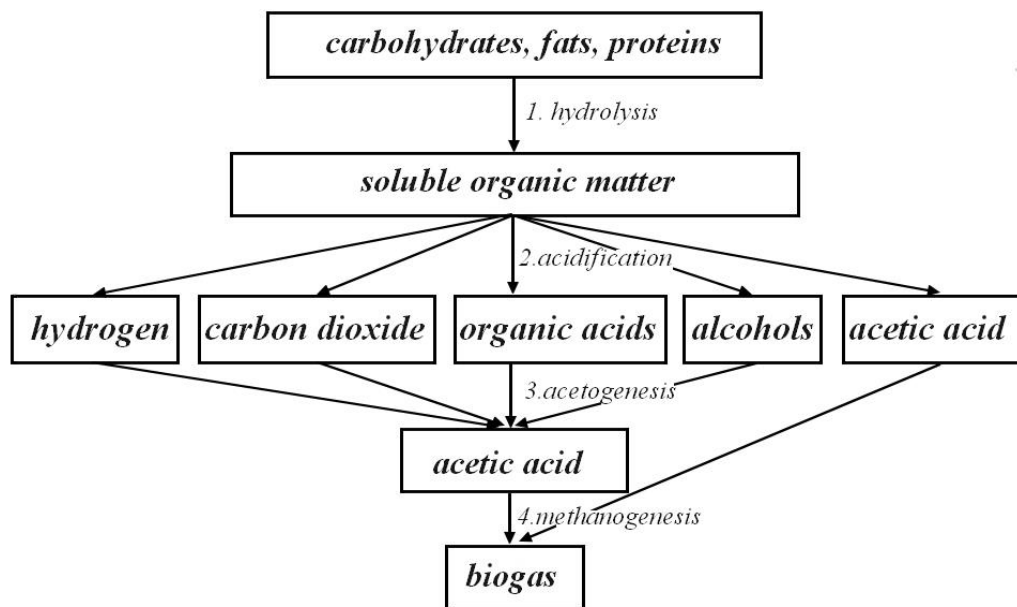 carbohydrates, fats, proteins
1. hydrolysis
soluble organic matter
2.acidification
hydrogen
carbon dioxide
organic acids
alcohols
acetic acid
3.acetogenesis
acetic acid
4.methanogenesis
biogas